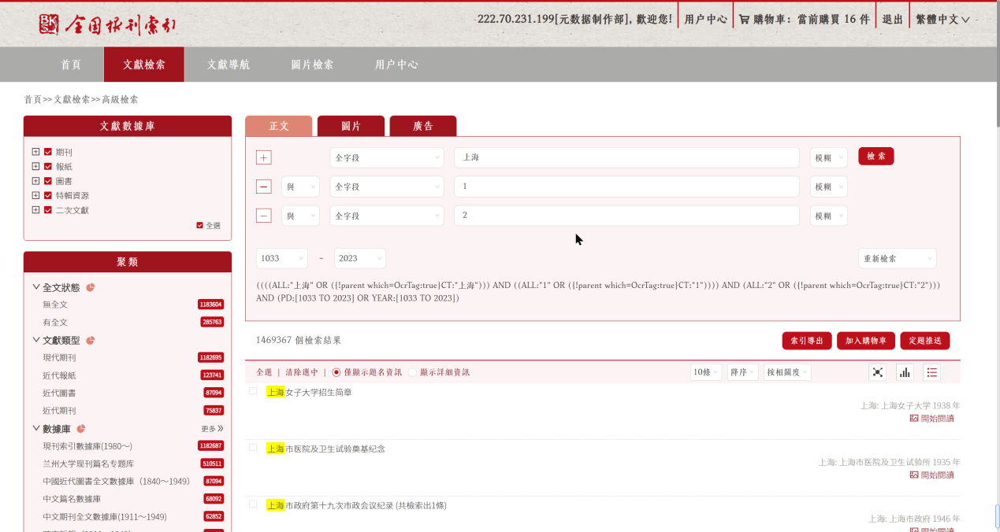 全国报刊索引
222.70.231.199[元数据制作部], 歡迎您! 用户中心 購物車: 當前購買 16 件 退出 繁體中文
首頁 文獻檢索 文獻導航 圖片檢索 用户中心
首頁>>文獻檢索>>高級檢索
文獻數據庫
期刊
報紙
圖書
特輯資源
二次文獻
全選
聚類
全文狀態
無全文 1183604
有全文 285763
文獻類型
現代期刊 1182695
近代報紙 123741
近代圖書 87094
近代期刊 75837
數據庫 更多
現刊索引數據庫(1980～) 1182687
兰州大学现刊篇名专题库 510511
中國近代圖書全文數據庫（1840～1949） 87094
中文篇名數據庫 68092
中文期刊全文數據庫(1911～1949) 62852
正文 圖片 廣告
全字段 上海 模糊 檢索
與 全字段 1 模糊
與 全字段 2 模糊
1033 ~ 2023 重新檢索
((((ALL:"上海" OR ({!parent which=OcrTag:true}CT:"上海"))) AND ((ALL:"1" OR ({!parent which=OcrTag:true}CT:"1")))) AND (ALL:"2" OR ({!parent which=OcrTag:true}CT:"2")))
AND (PD:[1033 TO 2023] OR YEAR:[1033 TO 2023])
1469367 個檢索結果 索引導出 加入購物車 定題推送
全選 | 清除選中 | 僅顯示題名資訊 顯示詳細資訊 10條 降序 按相關度
上海女子大学招生简章
上海: 上海女子大学 1938 年
開始閱讀
上海市医院及卫生试验奠基纪念
上海: 上海市医院及卫生试验所 1935 年
開始閱讀
上海市政府第十九次市政会议纪录 (共檢索出1條)
上海: 上海市政府 1946 年
開始閱讀